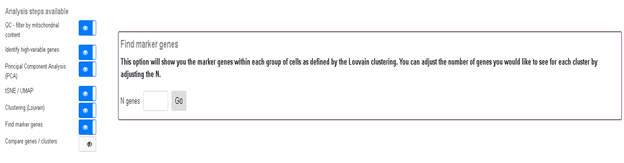 Analysis steps available
QC - filter by mitochondrial
content
Identify high-variable genes
Principal Component Analysis
(PCA)
tSNE / UMAP
Clustering (Louvain)
Find marker genes
Compare genes / clusters
Find marker genes
This option will show you the marker genes within each group of cells as defined by the Louvain clustering. You can adjust the number of genes you would like to see for each cluster by
adjusting the N.
N genes
Go